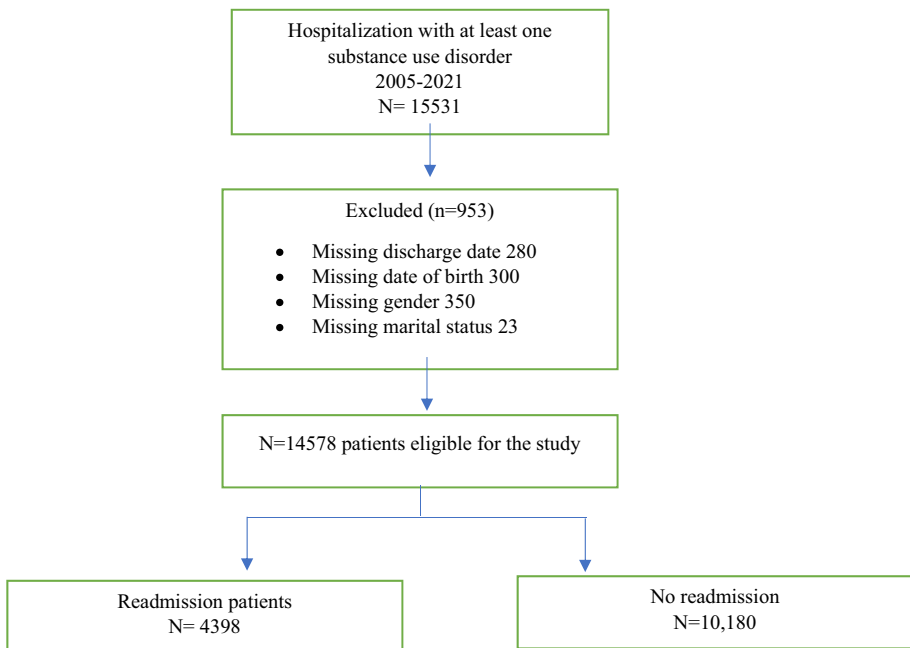 Hospitalization with at least one
substance use disorder
2005-2021
N= 15531
Excluded (n=953)
• Missing discharge date 280
• Missing date of birth 300
• Missing gender 350
• Missing marital status 23
N=14578 patients eligible for the study
Readmission patients
N= 4398
No readmission
N=10,180